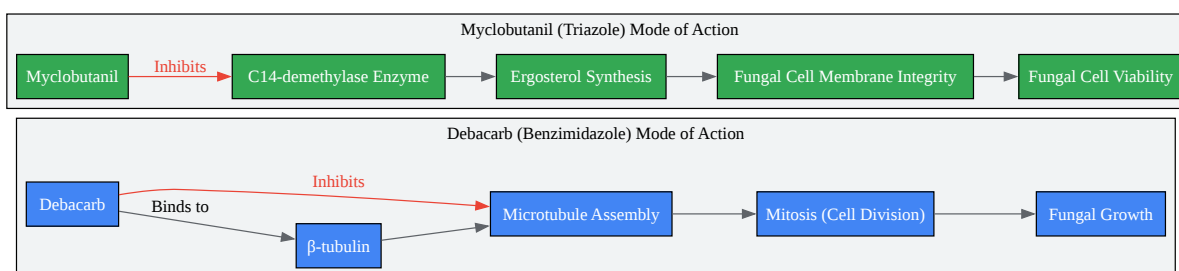 Myclobutanil (Triazole) Mode of Action
Myclobutanil
Inhibits
C14-demethylase Enzyme
Ergosterol Synthesis
Fungal Cell Membrane Integrity
Fungal Cell Viability
Debacarb (Benzimidazole) Mode of Action
Debacarb
Inhibits
Binds to
β-tubulin
Microtubule Assembly
Mitosis (Cell Division)
Fungal Growth